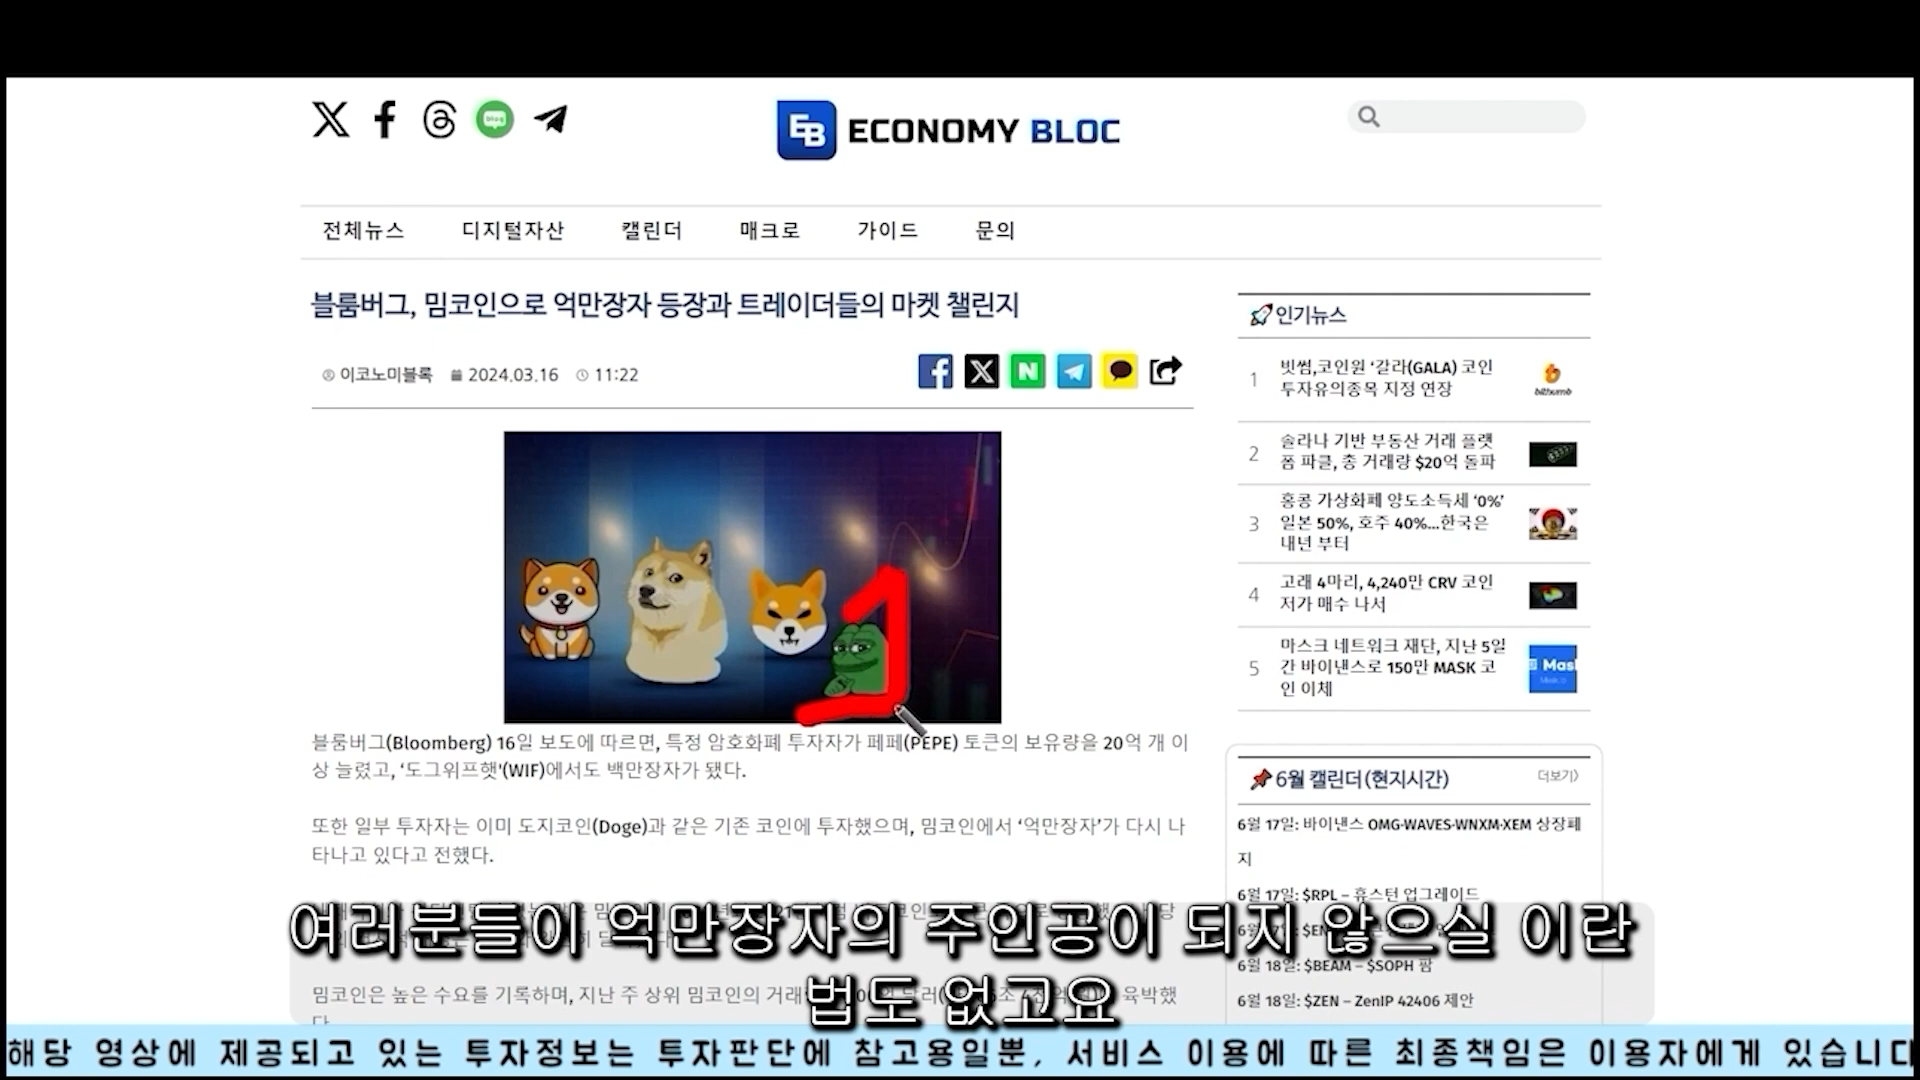 EB ECONOMY BLOC
전체뉴스 디지털자산 캘린더 매크로 가이드 문의
블룸버그, 밈코인으로 억만장자 등장과 트레이더들의 마켓 챌린지
이코노미블록 2024.03.16 11:22
블룸버그(Bloomberg) 16일 보도에 따르면, 특정 암호화폐 투자자가 페페(PEPE) 토큰의 보유량을 20억 개 이
상 늘렸고, ‘도그위프햇'(WIF)에서도 백만장자가 됐다.
또한 일부 투자자는 이미 도지코인(Doge)과 같은 기존 코인에 투자했으며, 밈코인에서 ‘억만장자’가 다시 나
타나고 있다고 전했다.
밈코인은 높은 수요를 기록하며, 지난 주 상위 밈코인의 거래
육박했
다.
인기뉴스
1 빗썸,코인원 ‘갈라(GALA) 코인
투자유의종목 지정 연장
bithumb
2 솔라나 기반 부동산 거래 플랫
폼 파클, 총 거래량 $20억 돌파
3 홍콩 가상화페 양도소득세 ‘0%’
일본 50%, 호주 40%...한국은
내년 부터
4 고래 4마리, 4,240만 CRV 코인
저가 매수 나서
5 마스크 네트워크 재단, 지난 5일
간 바이낸스로 150만 MASK 코
인 이체
Mas
6월 캘린더(현지시간) 더보기〉
6월 17일: 바이낸스 OMG·WAVES·WNXM·XEM 상장폐
지
6월 17일: $RPL – 휴스턴 업그레이드
6월 18일: $BEAM – $SOPH 팜
6월 18일: $ZEN – ZenIP 42406 제안
여러분들이 억만장자의 주인공이 되지 않으실 이란
법도 없고요
해당 영상에 제공되고 있는 투자정보는 투자판단에 참고용일뿐, 서비스 이용에 따른 최종책임은 이용자에게 있습니다